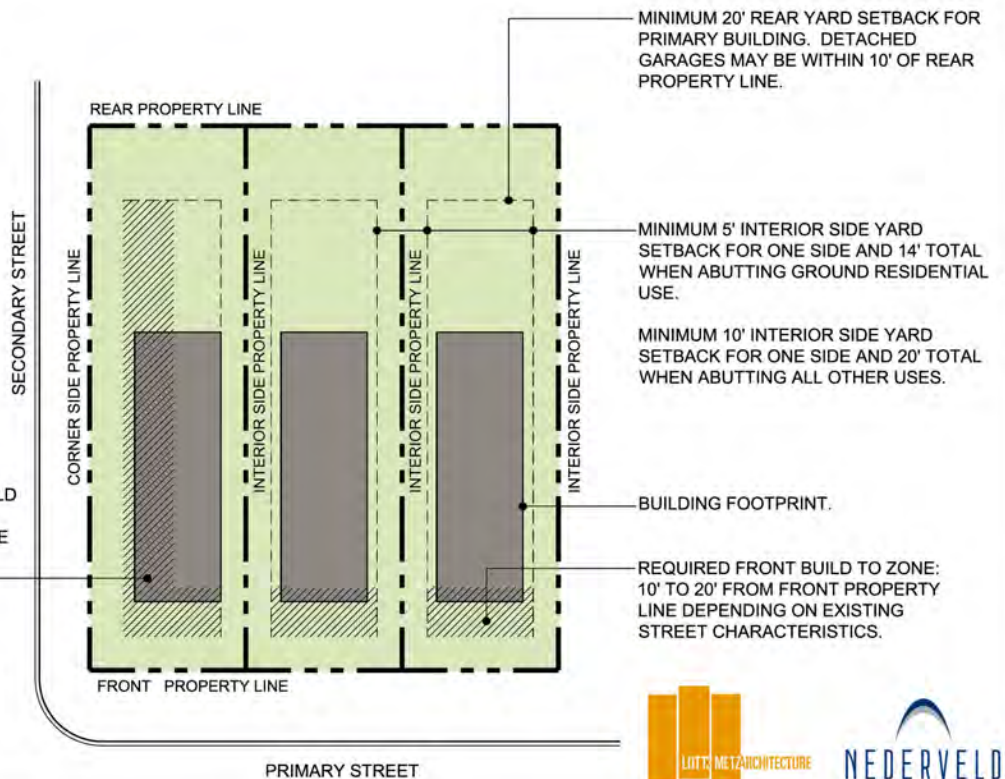 MINIMUM 20' REAR YARD SETBACK FOR
PRIMARY BUILDING. DETACHED
GARAGES MAY BE WITHIN 10' OF REAR
PROPERTY LINE.
REAR PROPERTY LINE
SECONDARY STREET
CORNER SIDE PROPERTY LINE
INTERIOR SIDE PROPERTY LINE
INTERIOR SIDE PROPERTY LINE
INTERIOR SIDE PROPERTY LINE
MINIMUM 5' INTERIOR SIDE YARD
SETBACK FOR ONE SIDE AND 14' TOTAL
WHEN ABUTTING GROUND RESIDENTIAL
USE.
MINIMUM 10' INTERIOR SIDE YARD
SETBACK FOR ONE SIDE AND 20' TOTAL
WHEN ABUTTING ALL OTHER USES.
LD
E
BUILDING FOOTPRINT.
REQUIRED FRONT BUILD TO ZONE:
10' TO 20' FROM FRONT PROPERTY
LINE DEPENDING ON EXISTING
STREET CHARACTERISTICS.
FRONT PROPERTY LINE
PRIMARY STREET
METZARCHITECTURE
NEDERVELD